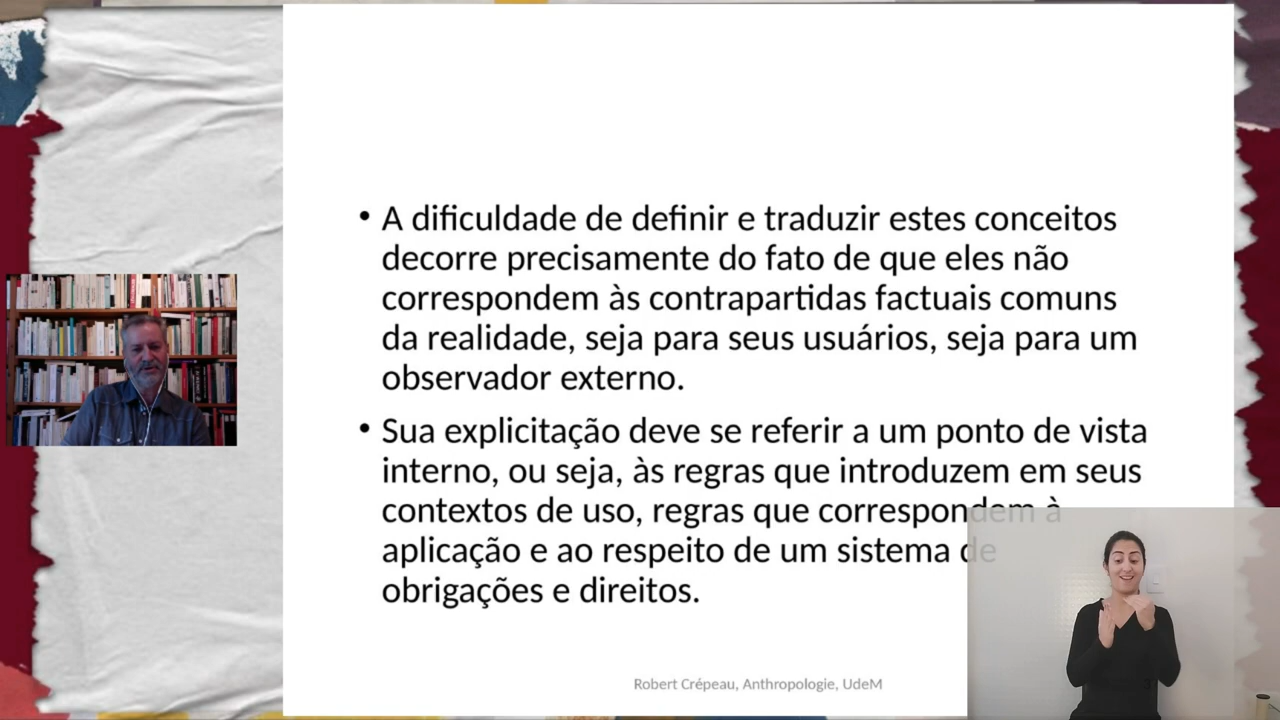 • A dificuldade de definir e traduzir estes conceitos
decorre precisamente do fato de que eles não
correspondem às contrapartidas factuais comuns
da realidade, seja para seus usuários, seja para um
observador externo.
• Sua explicitação deve se referir a um ponto de vista
interno, ou seja, às regras que introduzem em seus
contextos de uso, regras que correspondem à
aplicação e ao respeito de um sistema de
obrigações e direitos.
Robert Crépeau, Anthropologie, UdeM